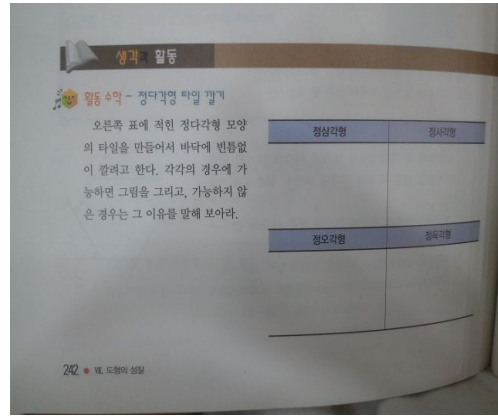 생각과 활동
활동 수학 - 정다각형 타일 깔기
오른쪽 표에 적힌 정다각형 모양
의 타일을 만들어서 바닥에 빈틈없
이 깔려고 한다. 각각의 경우에 가
능하면 그림을 그리고, 가능하지 않
은 경우는 그 이유를 말해 보아라.
정삼각형 정사각형
정오각형 정육각형
242 • Ⅶ. 도형의 성질